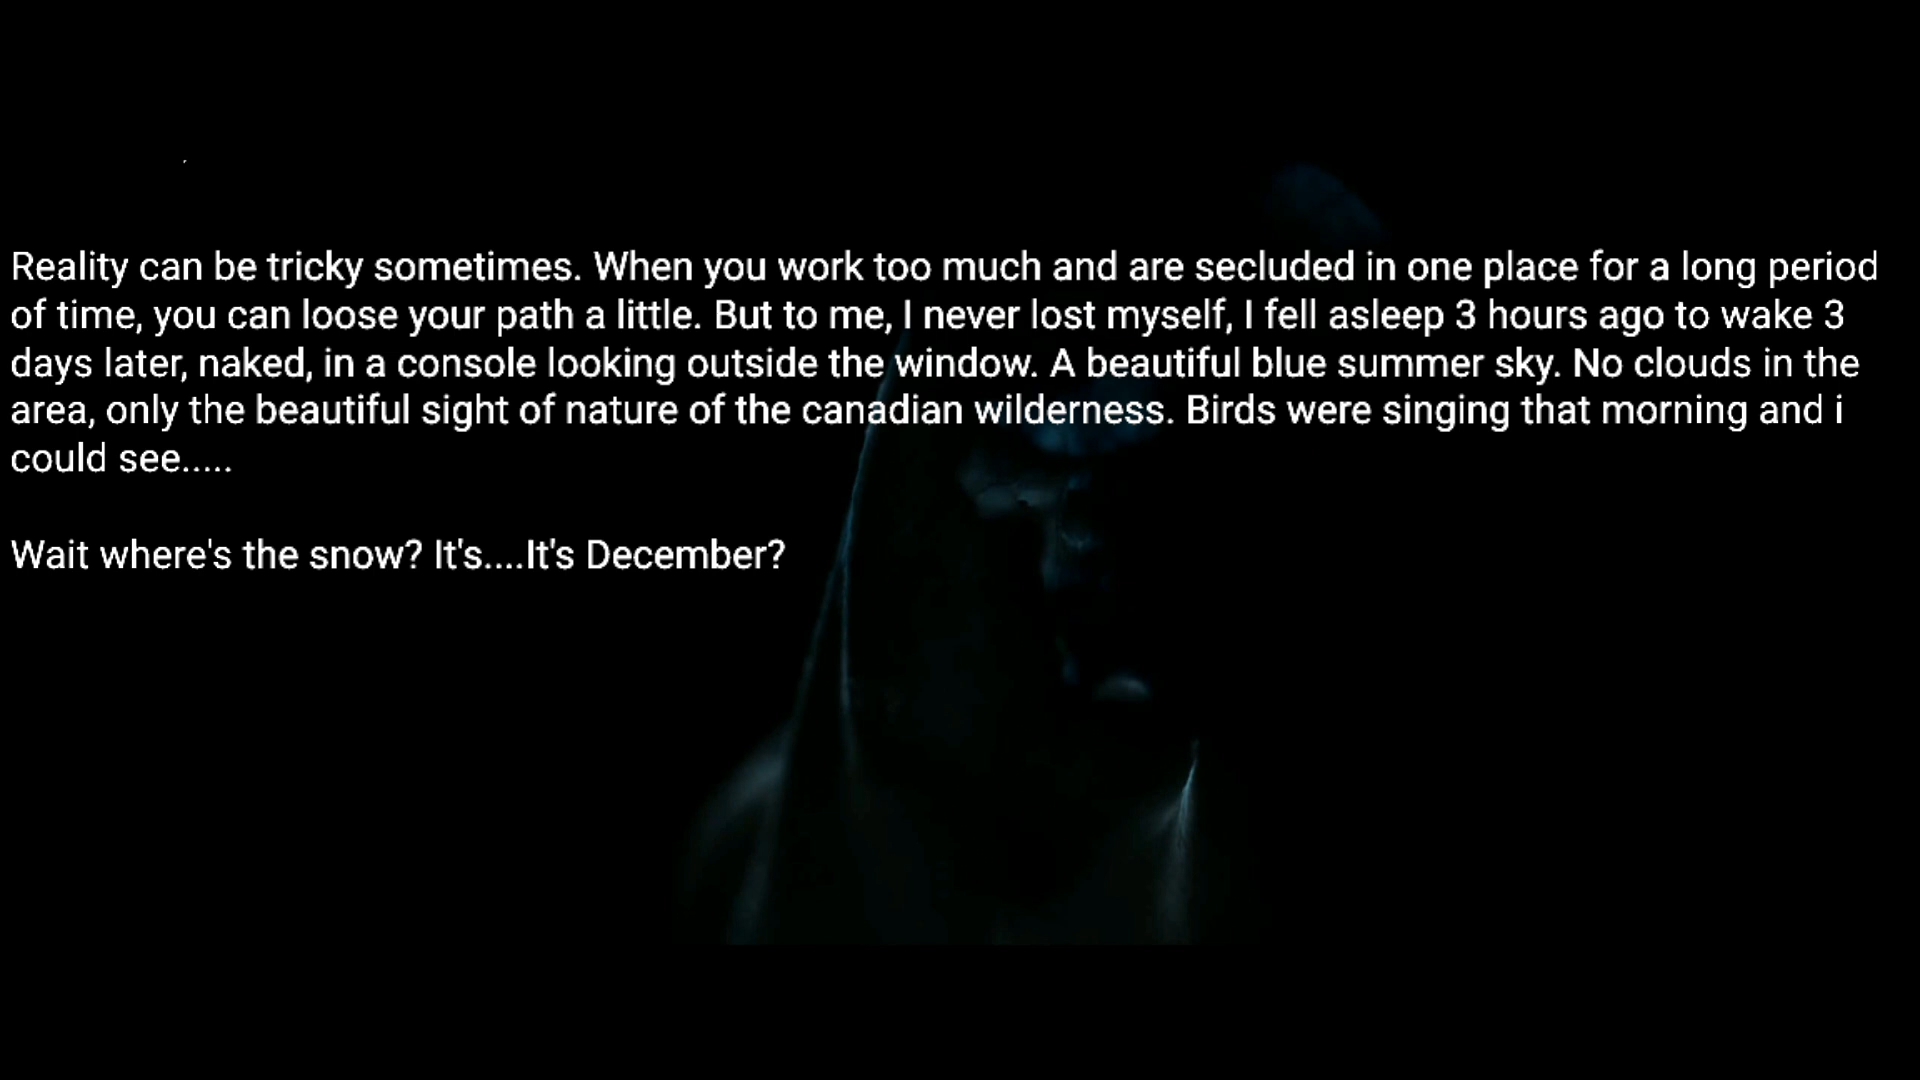 Reality can be tricky sometimes. When you work too much and are secluded in one place for a long period
of time, you can loose your path a little. But to me, I never lost myself, I fell asleep 3 hours ago to wake 3
days later, naked, in a console looking outside the window. A beautiful blue summer sky. No clouds in the
area, only the beautiful sight of nature of the canadian wilderness. Birds were singing that morning and i
could see.....
Wait where's the snow? It's....It's December?